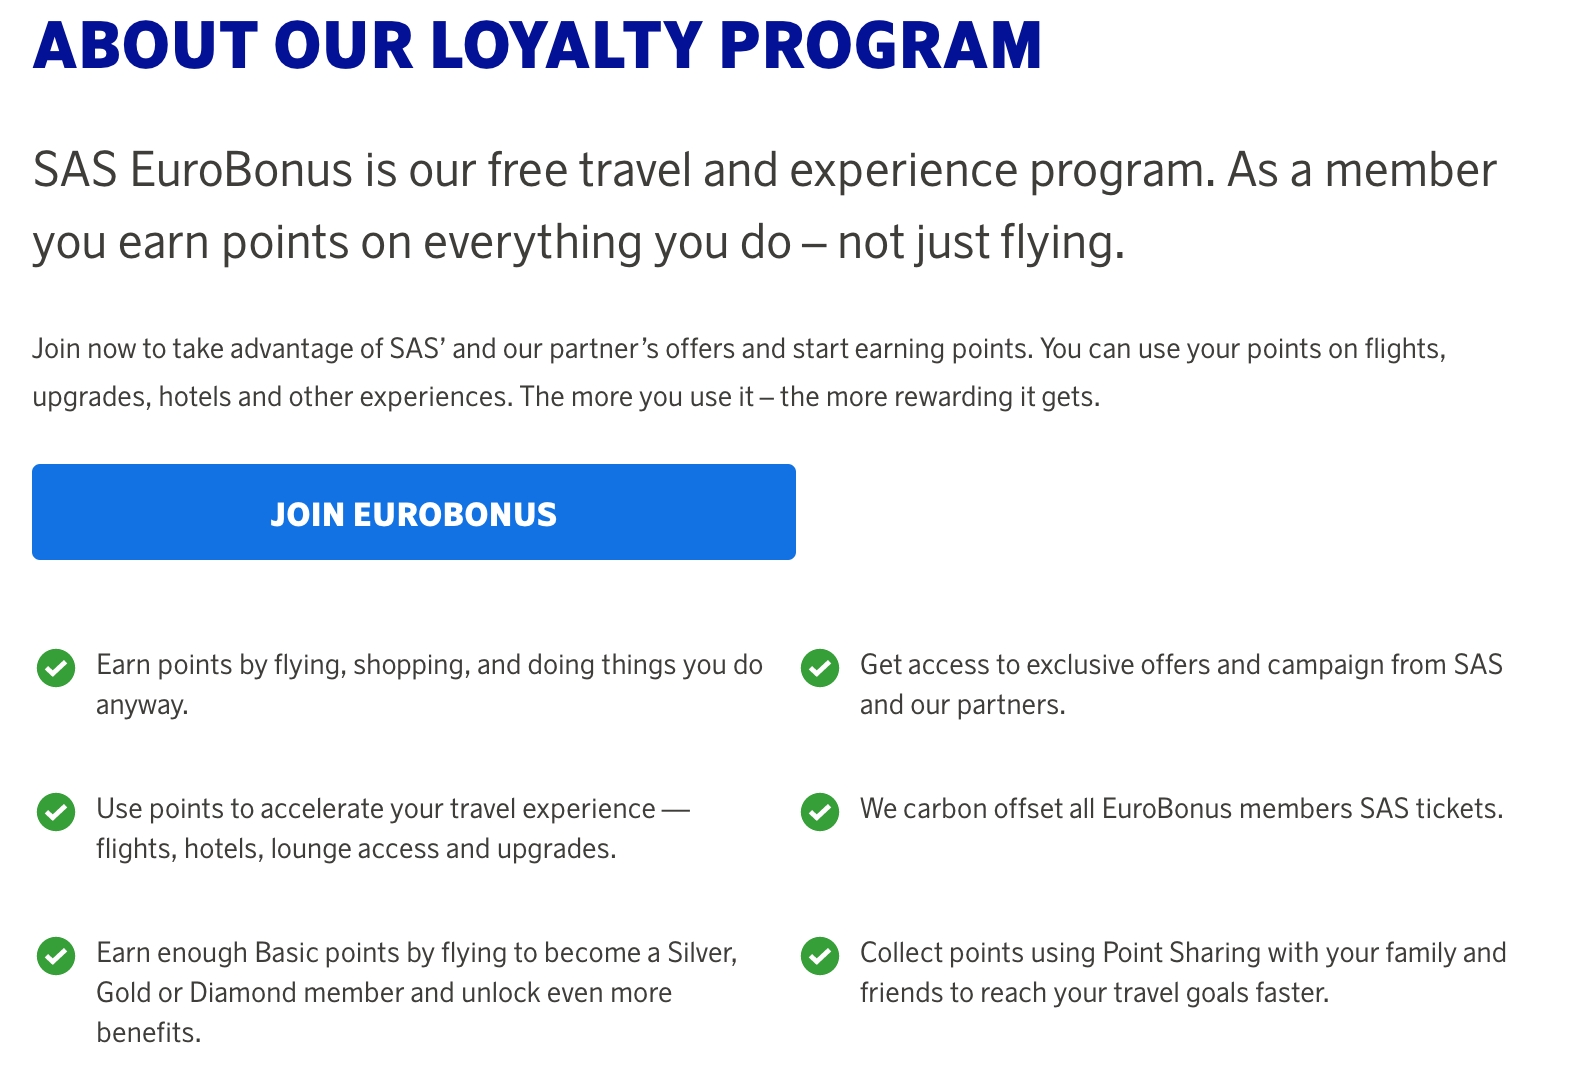 ABOUT OUR LOYALTY PROGRAM
SAS EuroBonus is our free travel and experience program. As a member
you earn points on everything you do – not just flying.
Join now to take advantage of SAS’ and our partner’s offers and start earning points. You can use your points on flights,
upgrades, hotels and other experiences. The more you use it – the more rewarding it gets.
JOIN EUROBONUS
Earn points by flying, shopping, and doing things you do
anyway.
Get access to exclusive offers and campaign from SAS
and our partners.
Use points to accelerate your travel experience —
flights, hotels, lounge access and upgrades.
We carbon offset all EuroBonus members SAS tickets.
Earn enough Basic points by flying to become a Silver,
Gold or Diamond member and unlock even more
benefits.
Collect points using Point Sharing with your family and
friends to reach your travel goals faster.